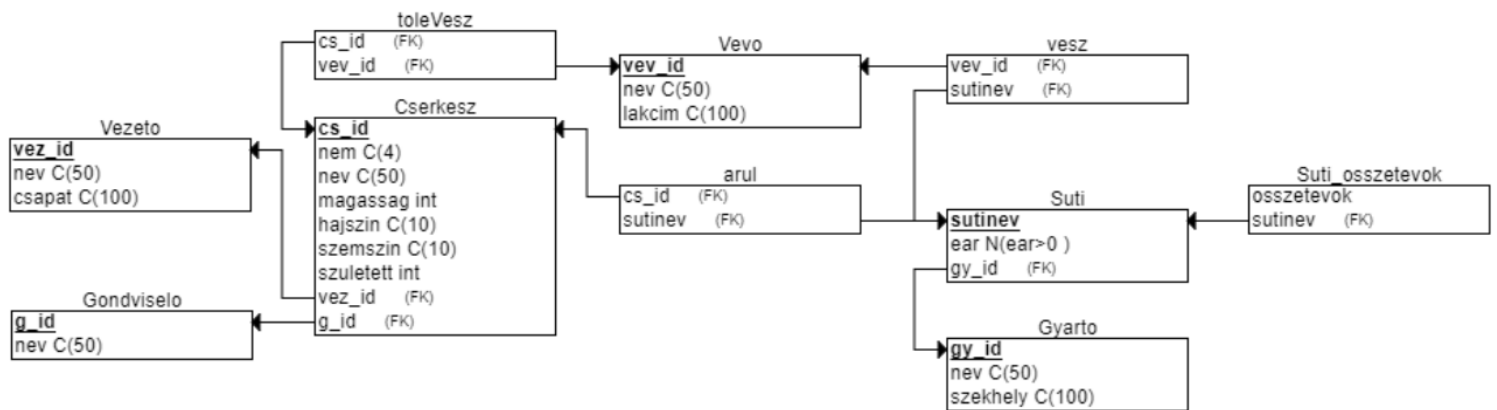 toleVesz
cs_id (FK)
vev_id (FK)
Vevo
vev_id
nev C(50)
lakcim C(100)
vesz
vev_id (FK)
sutinev (FK)
Vezeto
vez_id
nev C(50)
csapat C(100)
Cserkesz
cs_id
nem C(4)
nev C(50)
magassag int
hajszin C(10)
szemszin C(10)
szuletett int
vez_id (FK)
g_id (FK)
arul
cs_id (FK)
sutinev (FK)
Suti
sutinev
ear N(ear>0 )
gy_id (FK)
Suti_osszetevok
osszetevok
sutinev (FK)
Gondviselo
g_id
nev C(50)
Gyarto
gy_id
nev C(50)
szekhely C(100)